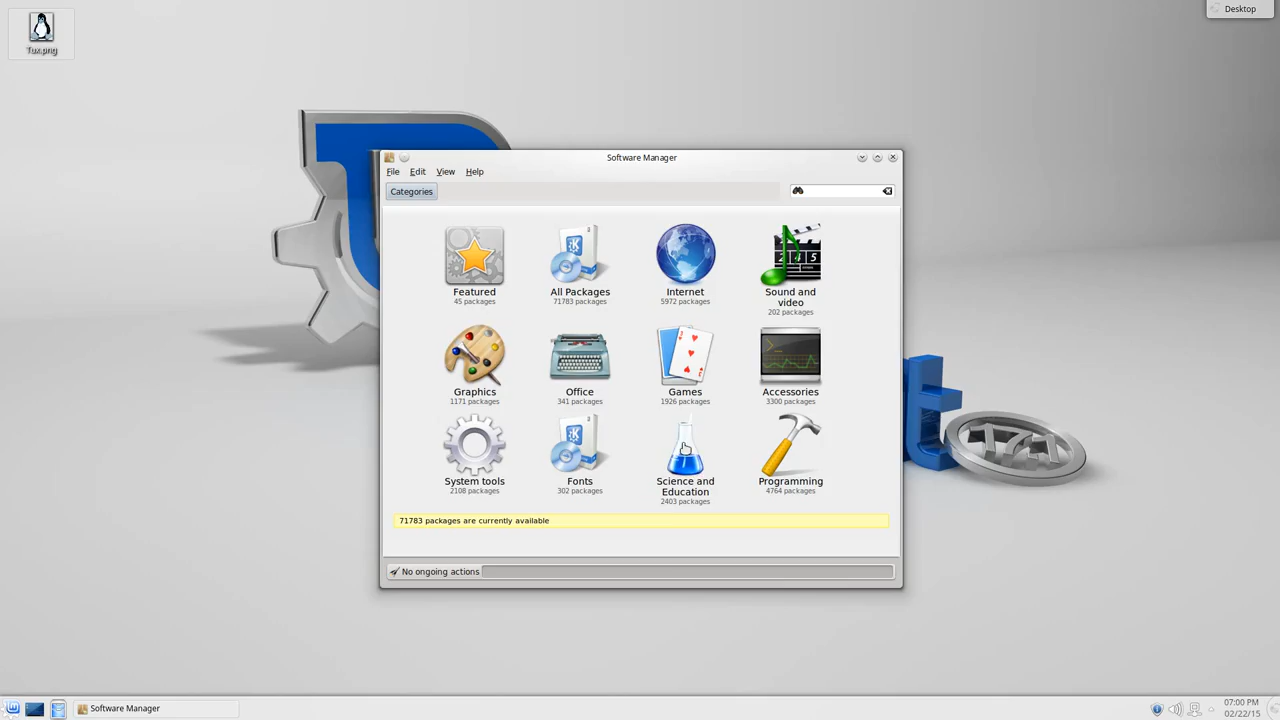 Desktop
Tux.png
Software Manager
File Edit View Help
Categories
Featured
45 packages
All Packages
71783 packages
Internet
5972 packages
Sound and
video
202 packages
Graphics
1171 packages
Office
341 packages
Games
1926 packages
Accessories
3300 packages
System tools
2108 packages
Fonts
302 packages
Science and
Education
2403 packages
Programming
4764 packages
71783 packages are currently available
No ongoing actions
t
17.1
Software Manager
07:00 PM
02/22/15